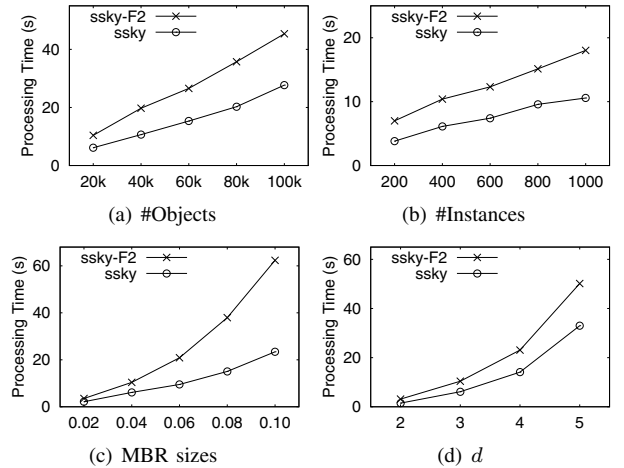 ssky-F2
ssky
Processing Time (s)
40
20
0
20k 40k 60k 80k 100k
(a) #Objects
ssky-F2
ssky
Processing Time (s)
20
10
0
200 400 600 800 1000
(b) #Instances
ssky-F2
ssky
Processing Time (s)
60
40
20
0
0.02 0.04 0.06 0.08 0.10
(c) MBR sizes
ssky-F2
ssky
Processing Time (s)
60
40
20
0
2 3 4 5
(d) d